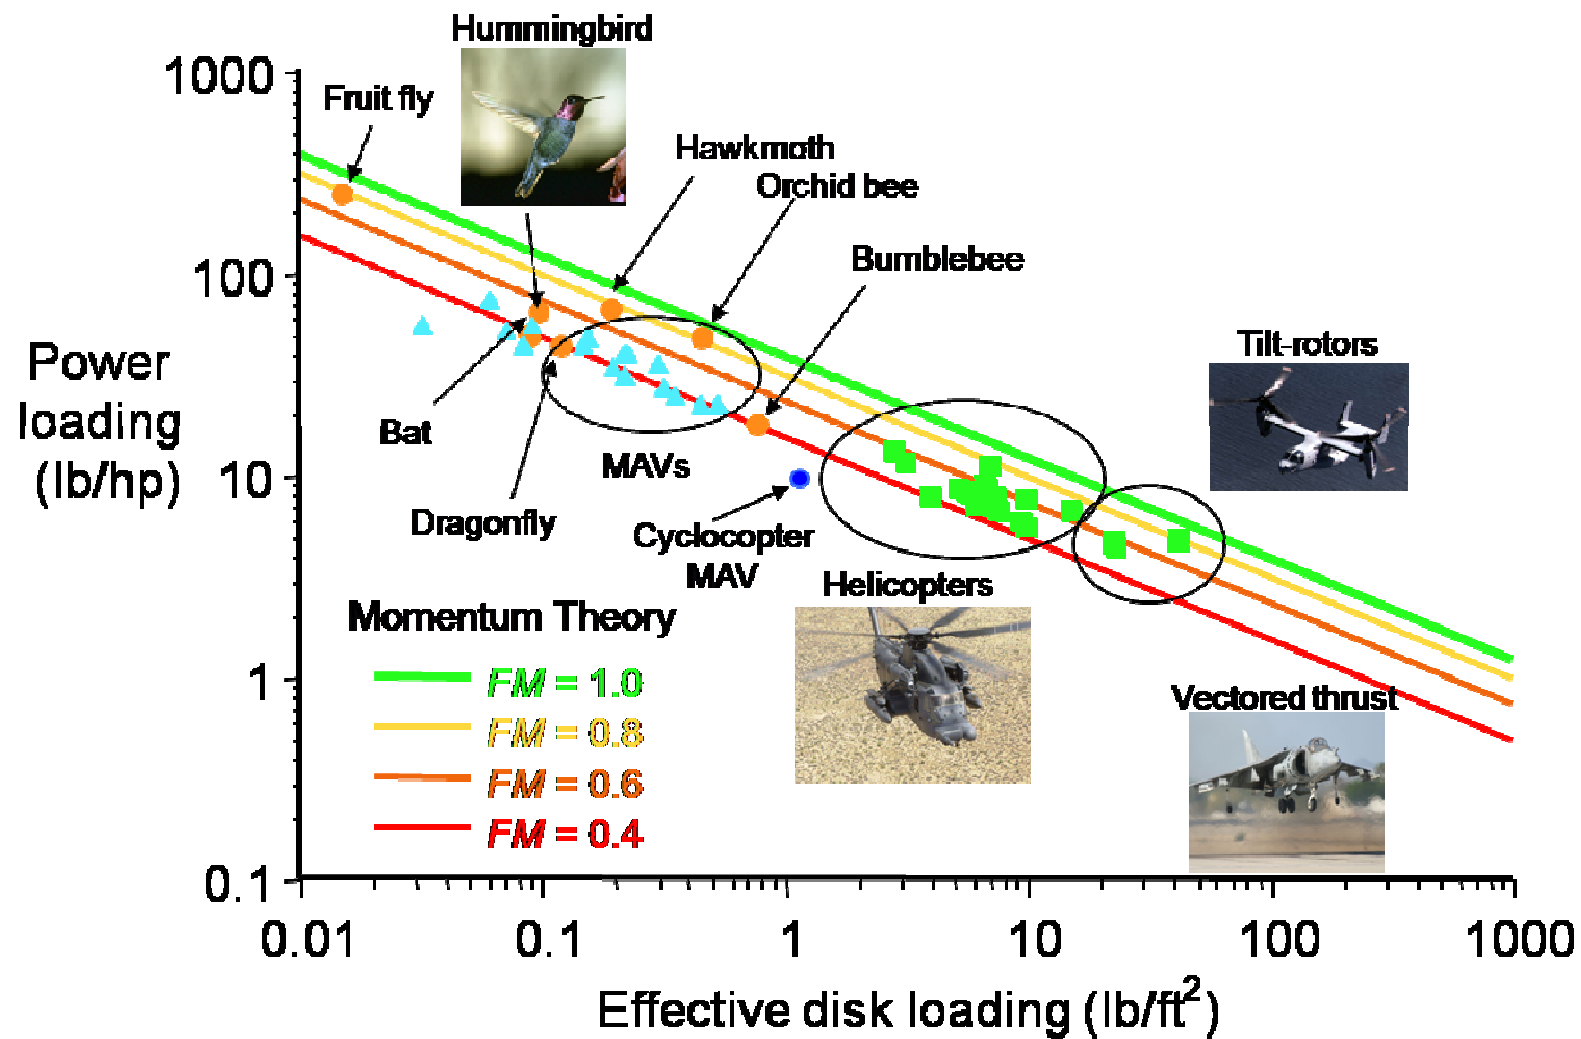 Hummingbird
1000
Fruit fly
Hawkmoth
Orchid bee
100
Bumblebee
Tilt-rotors
Power
loading
(lb/hp)
Bat
MAVs
10
Dragonfly
Cyclocopter
MAV
Helicopters
Momentum Theory
FM = 1.0
1
Vectored thrust
FM = 0.8
FM = 0.6
FM = 0.4
0.1
0.01 0.1 1 10 100 1000
Effective disk loading (lb/ft²)